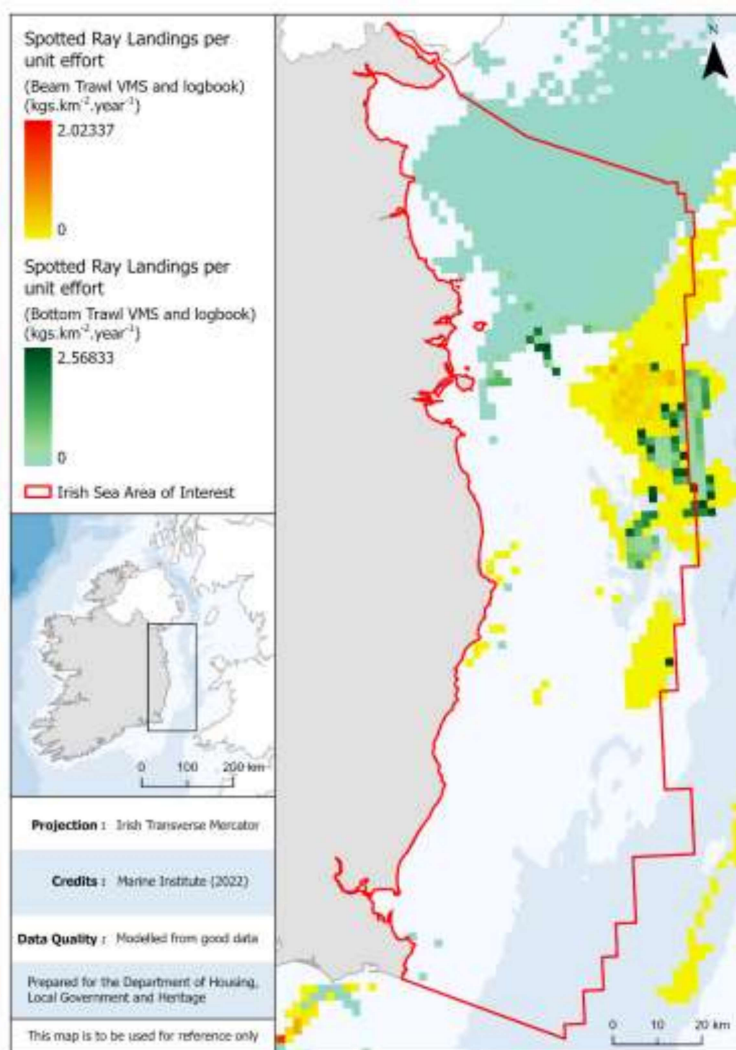 Spotted Ray Landings per
unit effort
(Beam Trawl VMS and logbook)
(kgs.km⁻².year⁻¹)
2.02337
0
Spotted Ray Landings per
unit effort
(Bottom Trawl VMS and logbook)
(kgs.km⁻².year⁻¹)
2.56833
0
Irish Sea Area of Interest
0 100 200 km
Projection : Irish Transverse Mercator
Credits : Marine Institute (2022)
Data Quality : Modelled from good data
Prepared for the Department of Housing,
Local Government and Heritage
This map is to be used for reference only
N
0 10 20 km